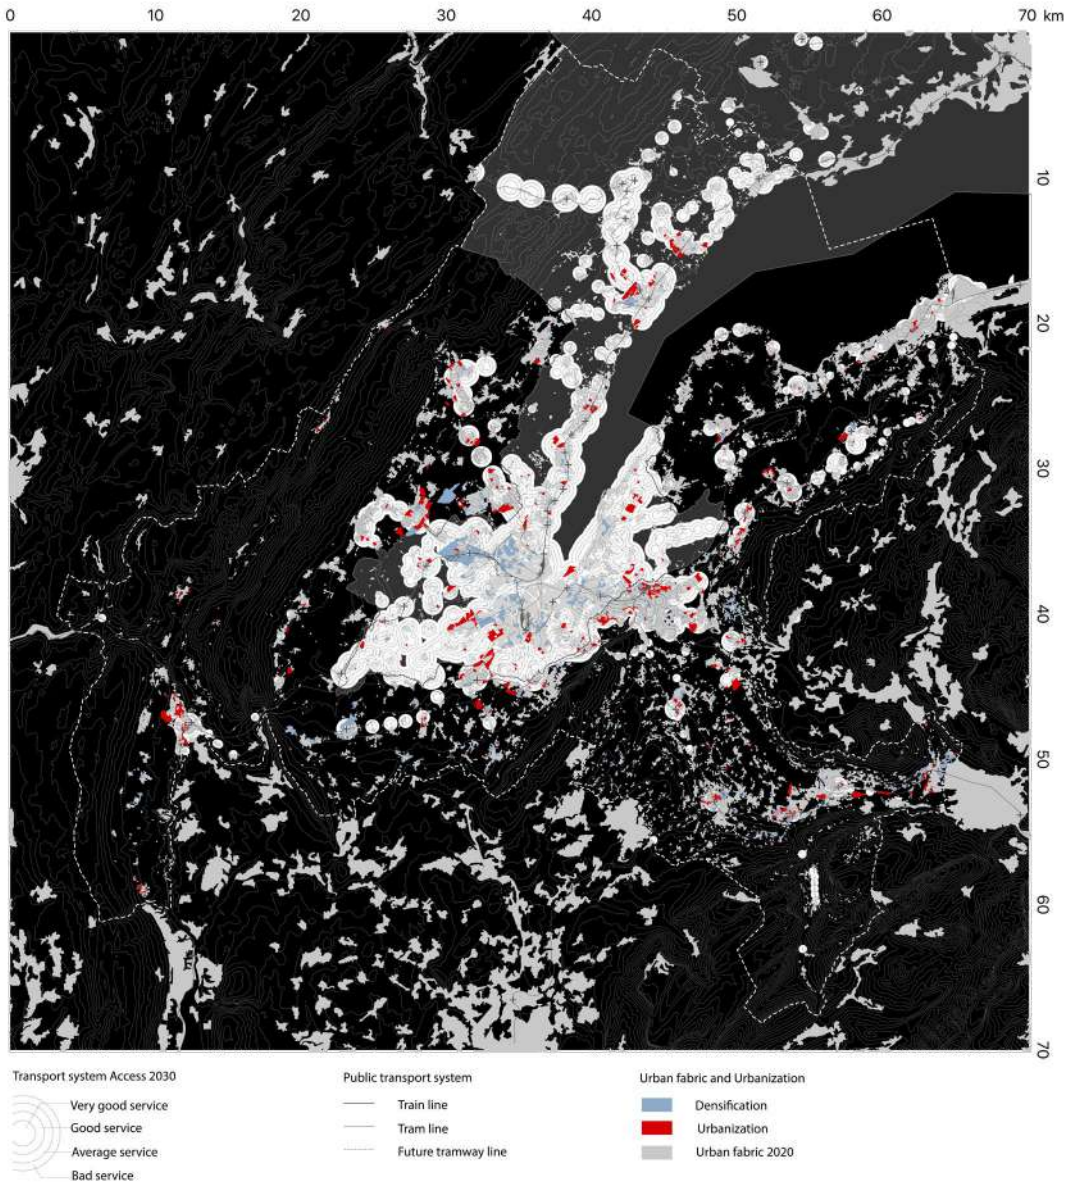 0 10 20 30 40 50 60 70 km
10
20
30
40
50
60
70
Transport system Access 2030
Very good service
Good service
Average service
Bad service
Public transport system
Train line
Tram line
Future tramway line
Urban fabric and Urbanization
Densification
Urbanization
Urban fabric 2020